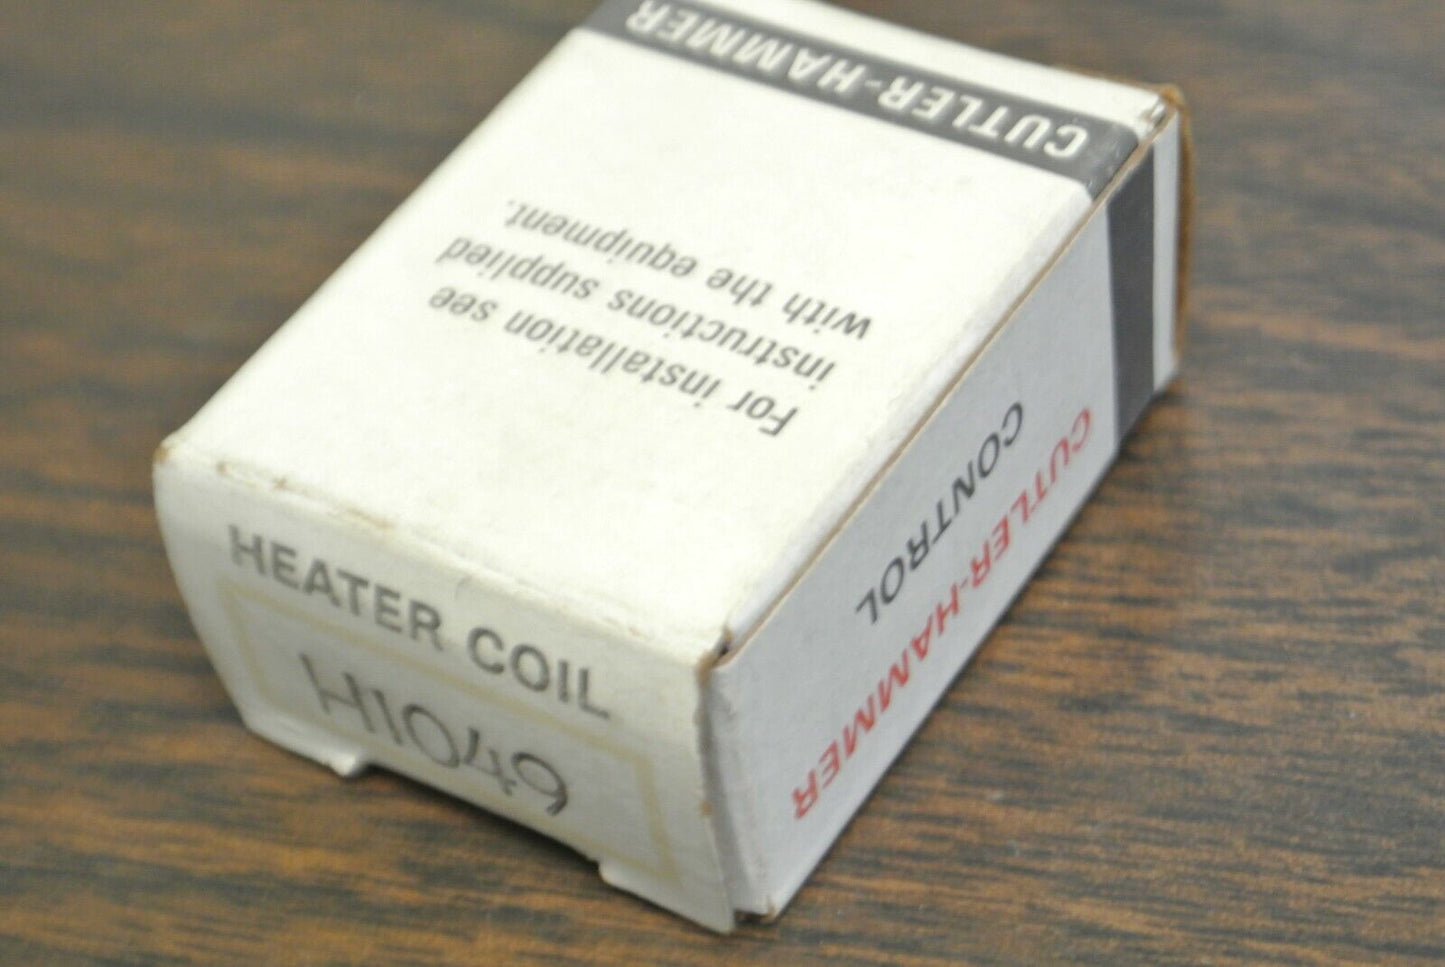 CUTLER-HAMMER
For installation see
instructions supplied
with the equipment.
HEATER COIL
H1049
CUTLER-HAMMER
CONTROL